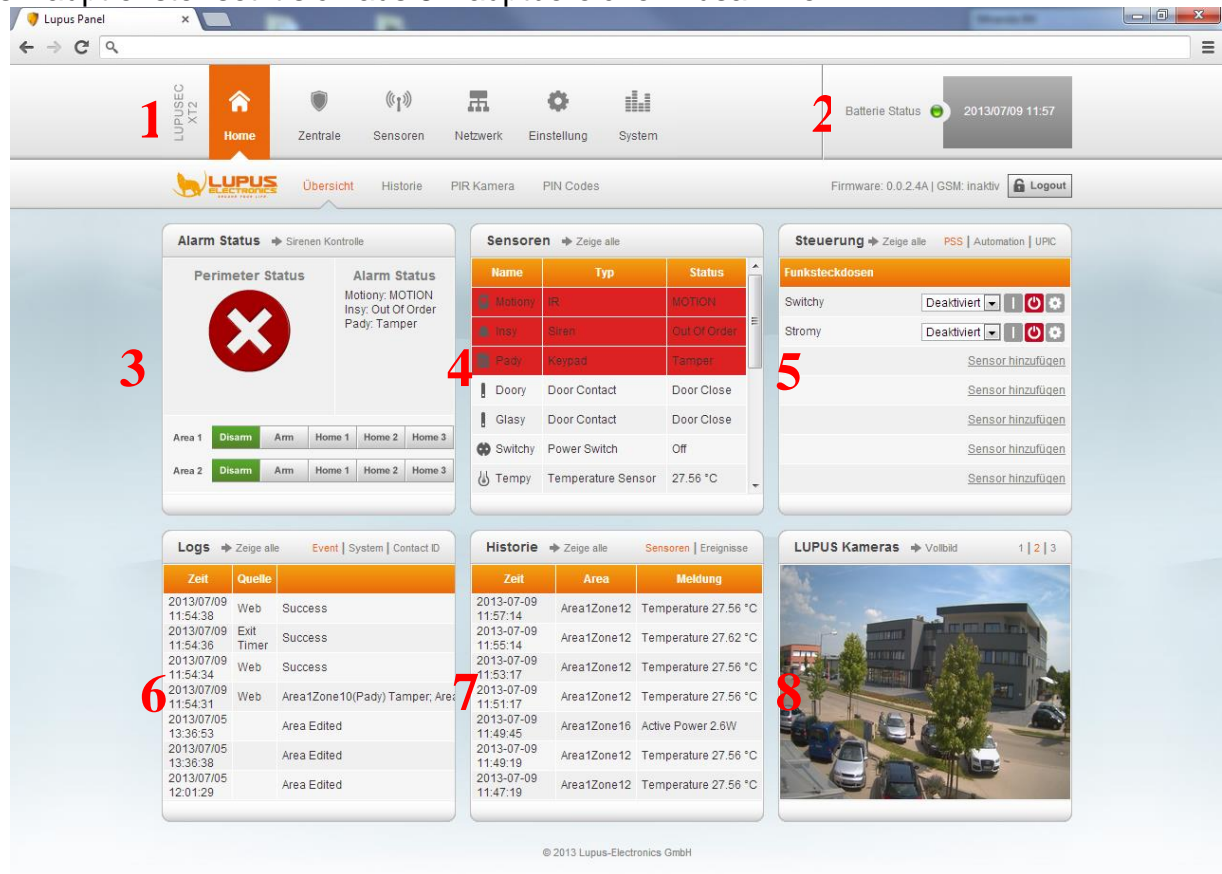 Lupus Panel
1
LUPUSEC
XT2
Home
Zentrale
Sensoren
Netzwerk
Einstellung
System
2
Batterie Status
2013/07/09 11:57
LUPUS
ELECTRONICS
Übersicht
Historie
PIR Kamera
PIN Codes
Firmware: 0.0.2.4A | GSM: inaktiv
Logout
Alarm Status Sirenen Kontrolle
Perimeter Status
Alarm Status
Motiony: MOTION
Insy: Out Of Order
Pady: Tamper
3
Area 1 Disarm Arm Home 1 Home 2 Home 3
Area 2 Disarm Arm Home 1 Home 2 Home 3
Sensoren Zeige alle
Name Typ Status
Motiony IR MOTION
Insy Siren Out Of Order
4
Pady Keypad Tamper
Doory Door Contact Door Close
Glasy Door Contact Door Close
Switchy Power Switch Off
Tempy Temperature Sensor 27.56 °C
Steuerung Zeige alle PSS | Automation | UPIC
Funksteckdosen
Switchy Deaktiviert
Stromy Deaktiviert
5
Sensor hinzufügen
Sensor hinzufügen
Sensor hinzufügen
Sensor hinzufügen
Sensor hinzufügen
Logs Zeige alle Event | System | Contact ID
Zeit Quelle
2013/07/09 11:54:38 Web Success
2013/07/09 11:54:36 Exit Timer Success
2013/07/09 11:54:34 Web Success
6
2013/07/09 11:54:31 Web Area1Zone10(Pady) Tamper; Area
2013/07/05 13:36:53 Area Edited
2013/07/05 13:36:38 Area Edited
2013/07/05 12:01:29 Area Edited
Historie Zeige alle Sensoren | Ereignisse
Zeit Area Meldung
2013-07-09 11:57:14 Area1Zone12 Temperature 27.56 °C
2013-07-09 11:55:14 Area1Zone12 Temperature 27.62 °C
2013-07-09 11:53:17 Area1Zone12 Temperature 27.56 °C
7
2013-07-09 11:51:17 Area1Zone12 Temperature 27.56 °C
2013-07-09 11:49:45 Area1Zone16 Active Power 2.6W
2013-07-09 11:49:19 Area1Zone12 Temperature 27.56 °C
2013-07-09 11:47:19 Area1Zone12 Temperature 27.56 °C
LUPUS Kameras Vollbild 1 | 2 | 3
8
© 2013 Lupus-Electronics GmbH